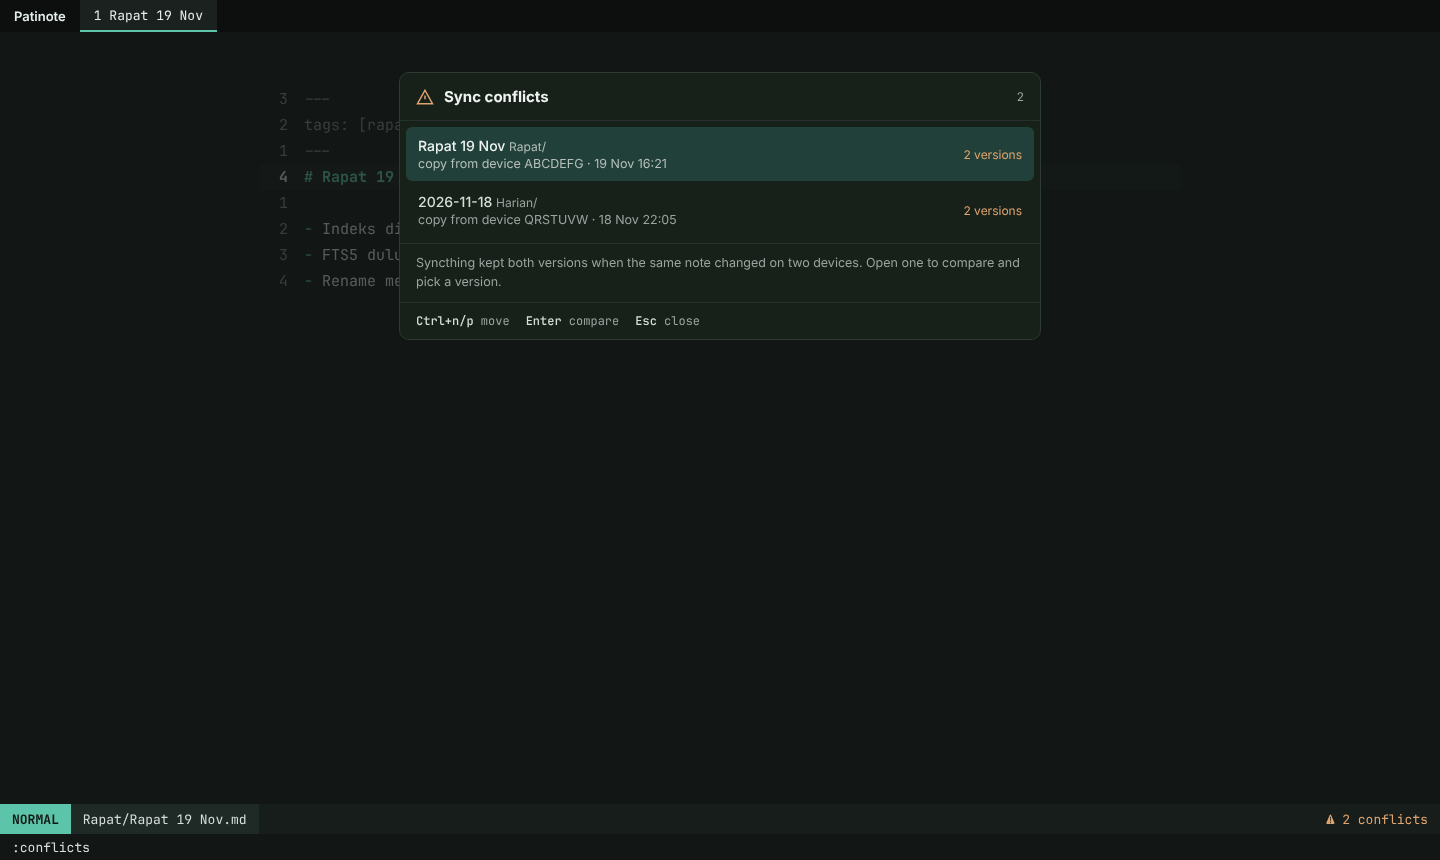 Patinote
1 Rapat 19 Nov
3 ---
2 tags: [rapa
1 ---
4 # Rapat 19
1
2 - Indeks di
3 - FTS5 dulu
4 - Rename me
Sync conflicts 2
Rapat 19 Nov Rapat/
copy from device ABCDEFG · 19 Nov 16:21
2 versions
2026-11-18 Harian/
copy from device QRSTUVW · 18 Nov 22:05
2 versions
Syncthing kept both versions when the same note changed on two devices. Open one to compare and
pick a version.
Ctrl+n/p move Enter compare Esc close
NORMAL Rapat/Rapat 19 Nov.md 2 conflicts
:conflicts